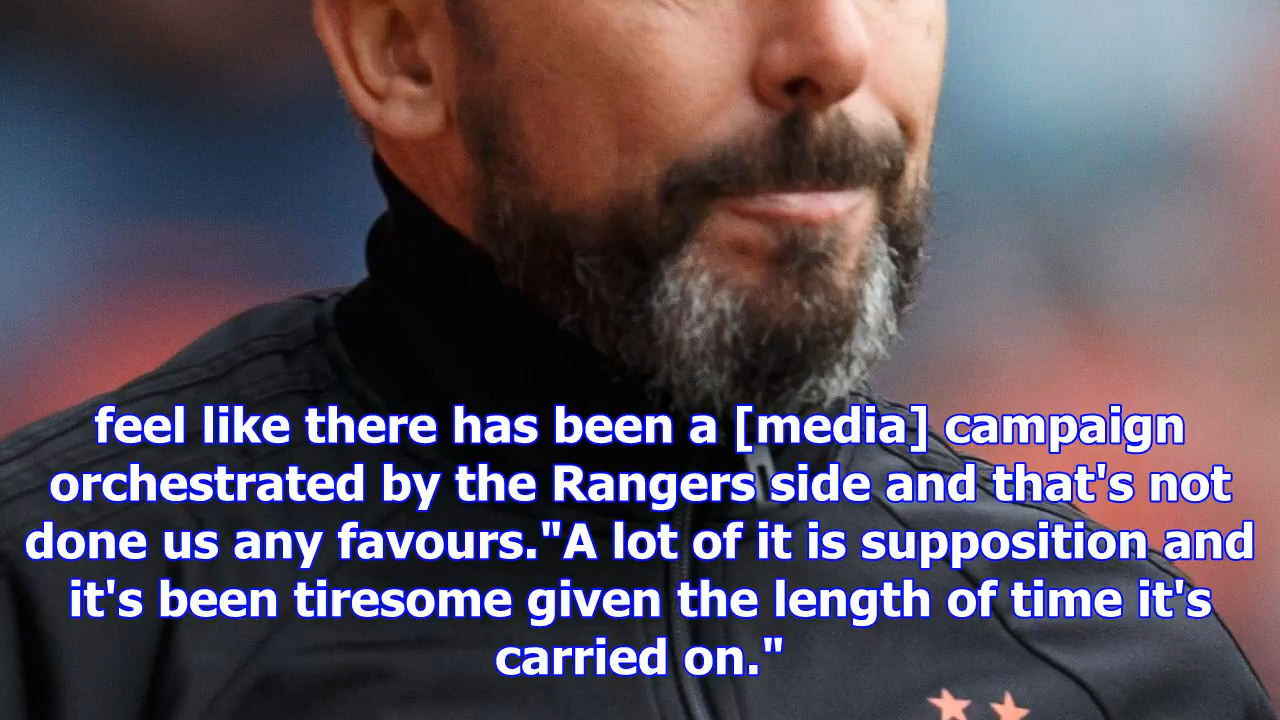 feel like there has been a [media] campaign
orchestrated by the Rangers side and that's not
done us any favours."A lot of it is supposition and
it's been tiresome given the length of time it's
carried on."